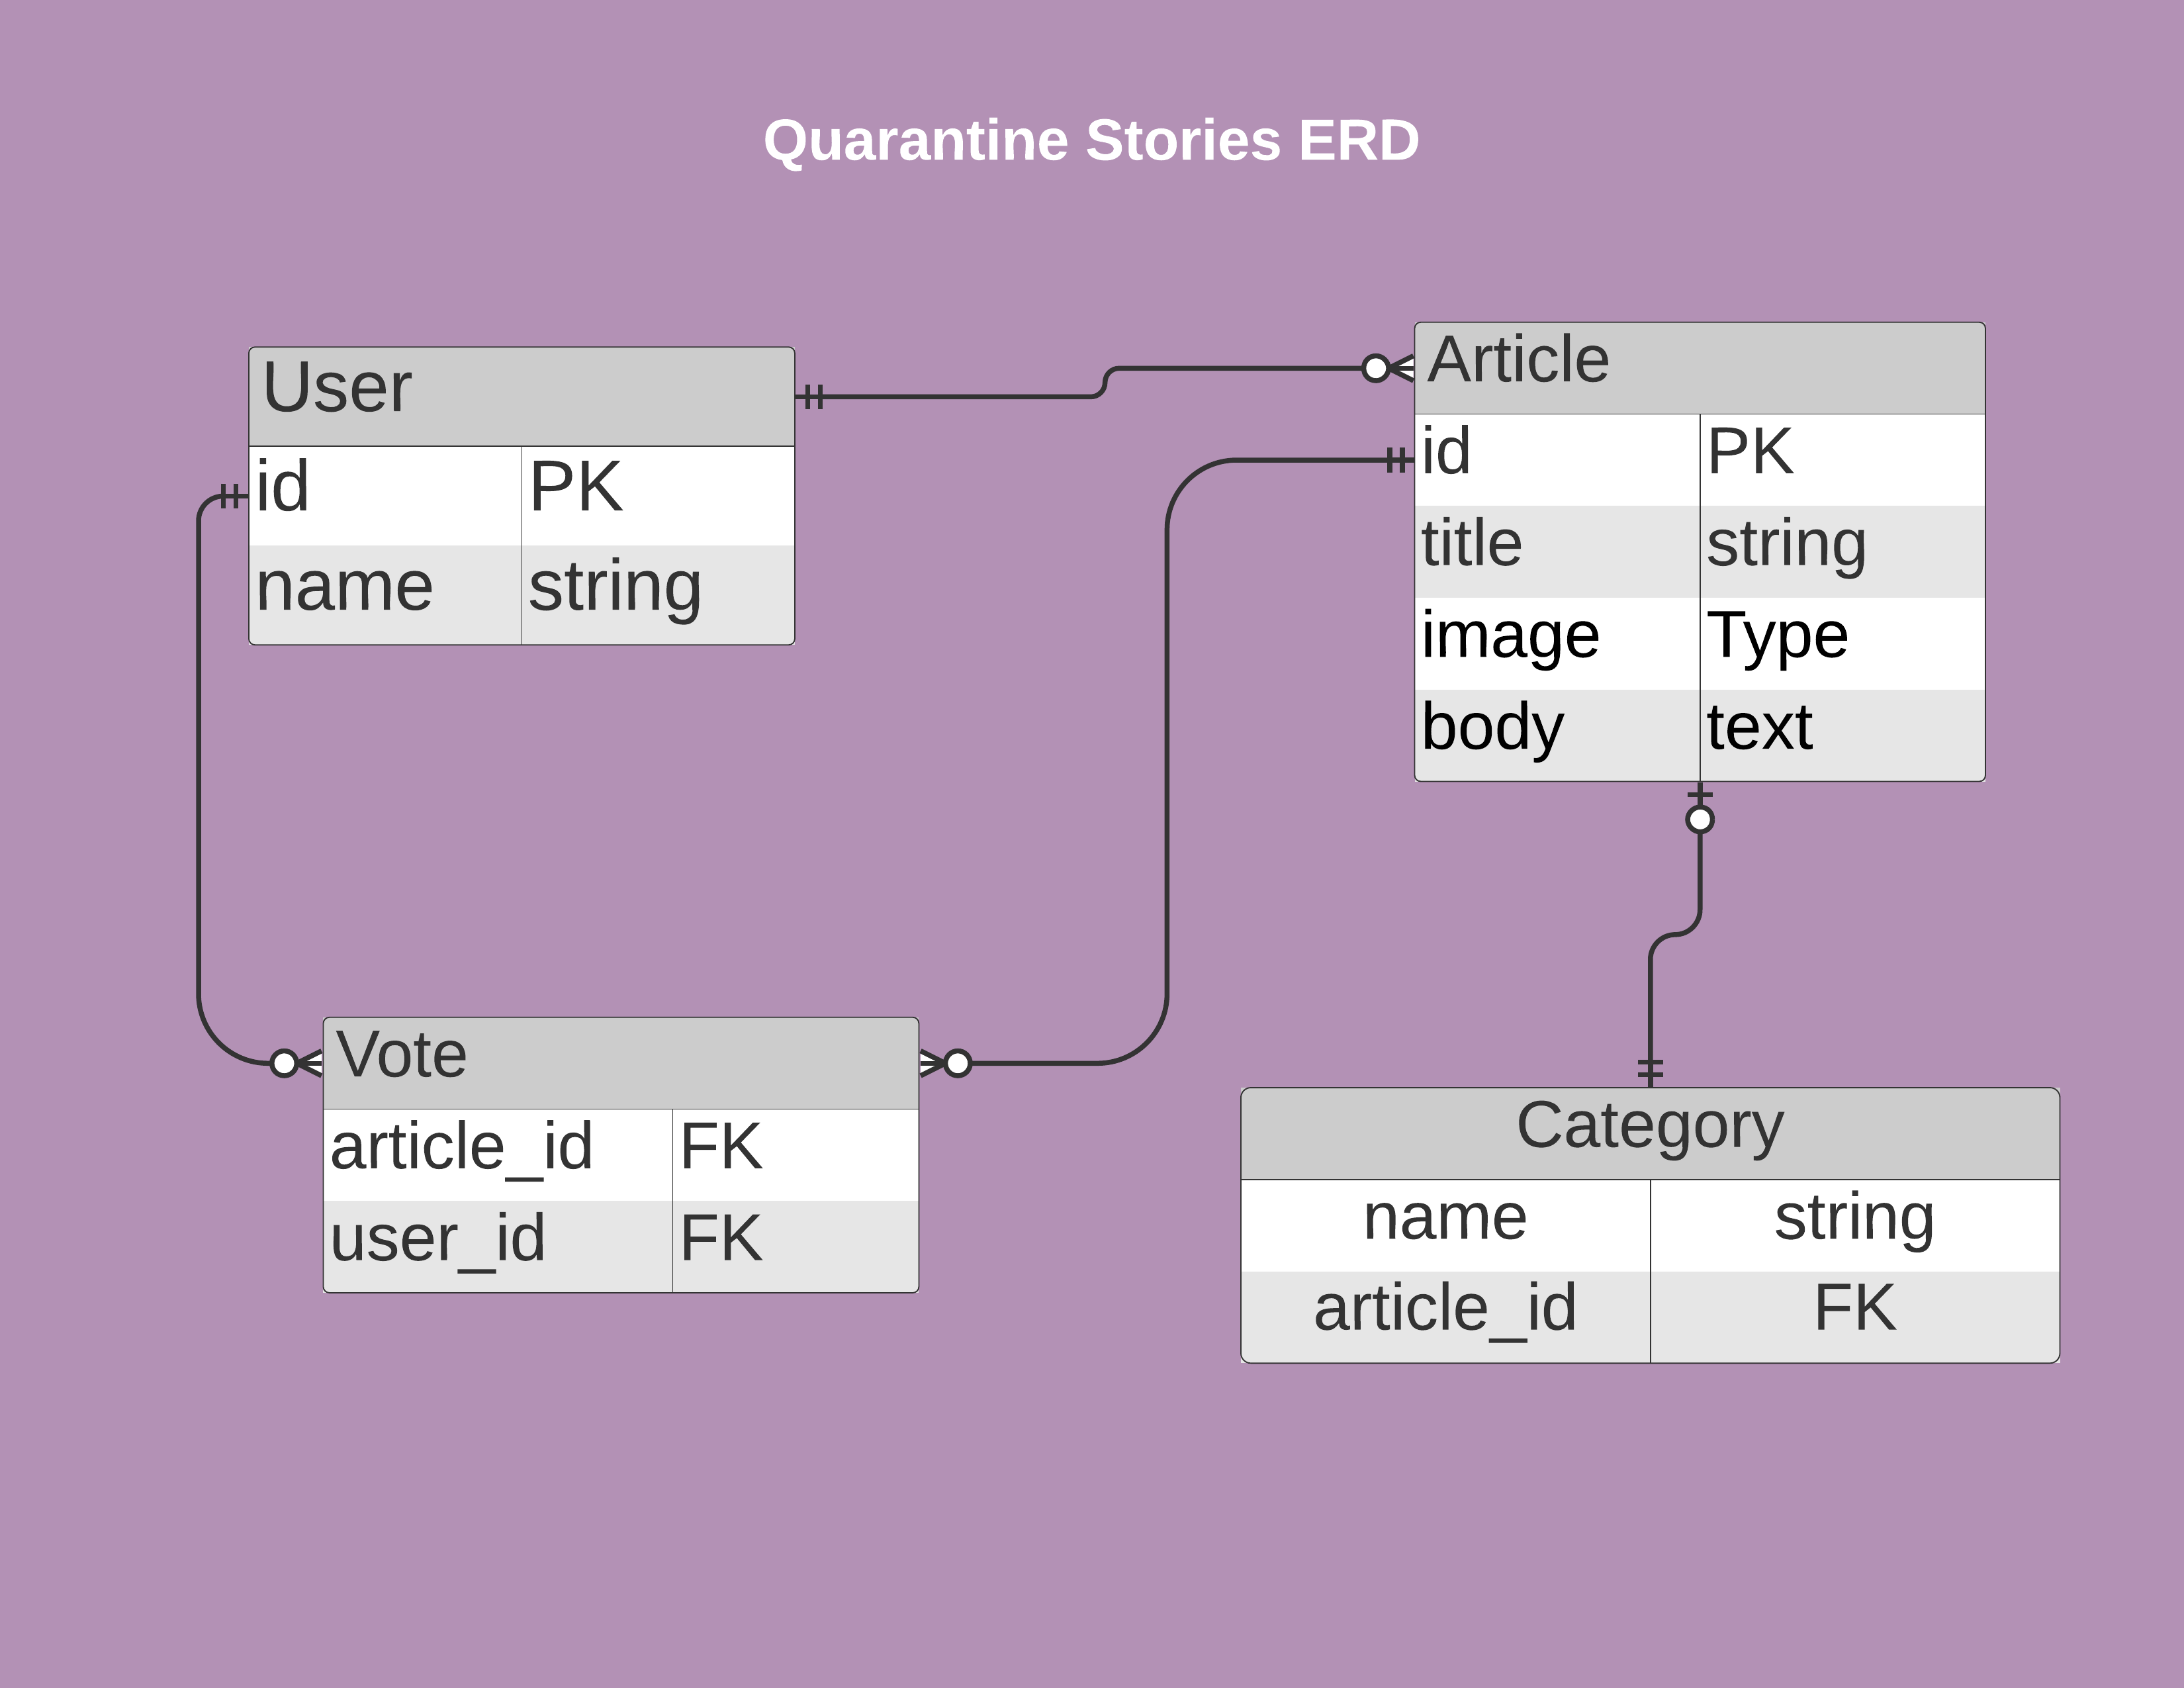 Quarantine Stories ERD
User
id PK
name string
Article
id PK
title string
image Type
body text
Vote
article_id FK
user_id FK
Category
name string
article_id FK